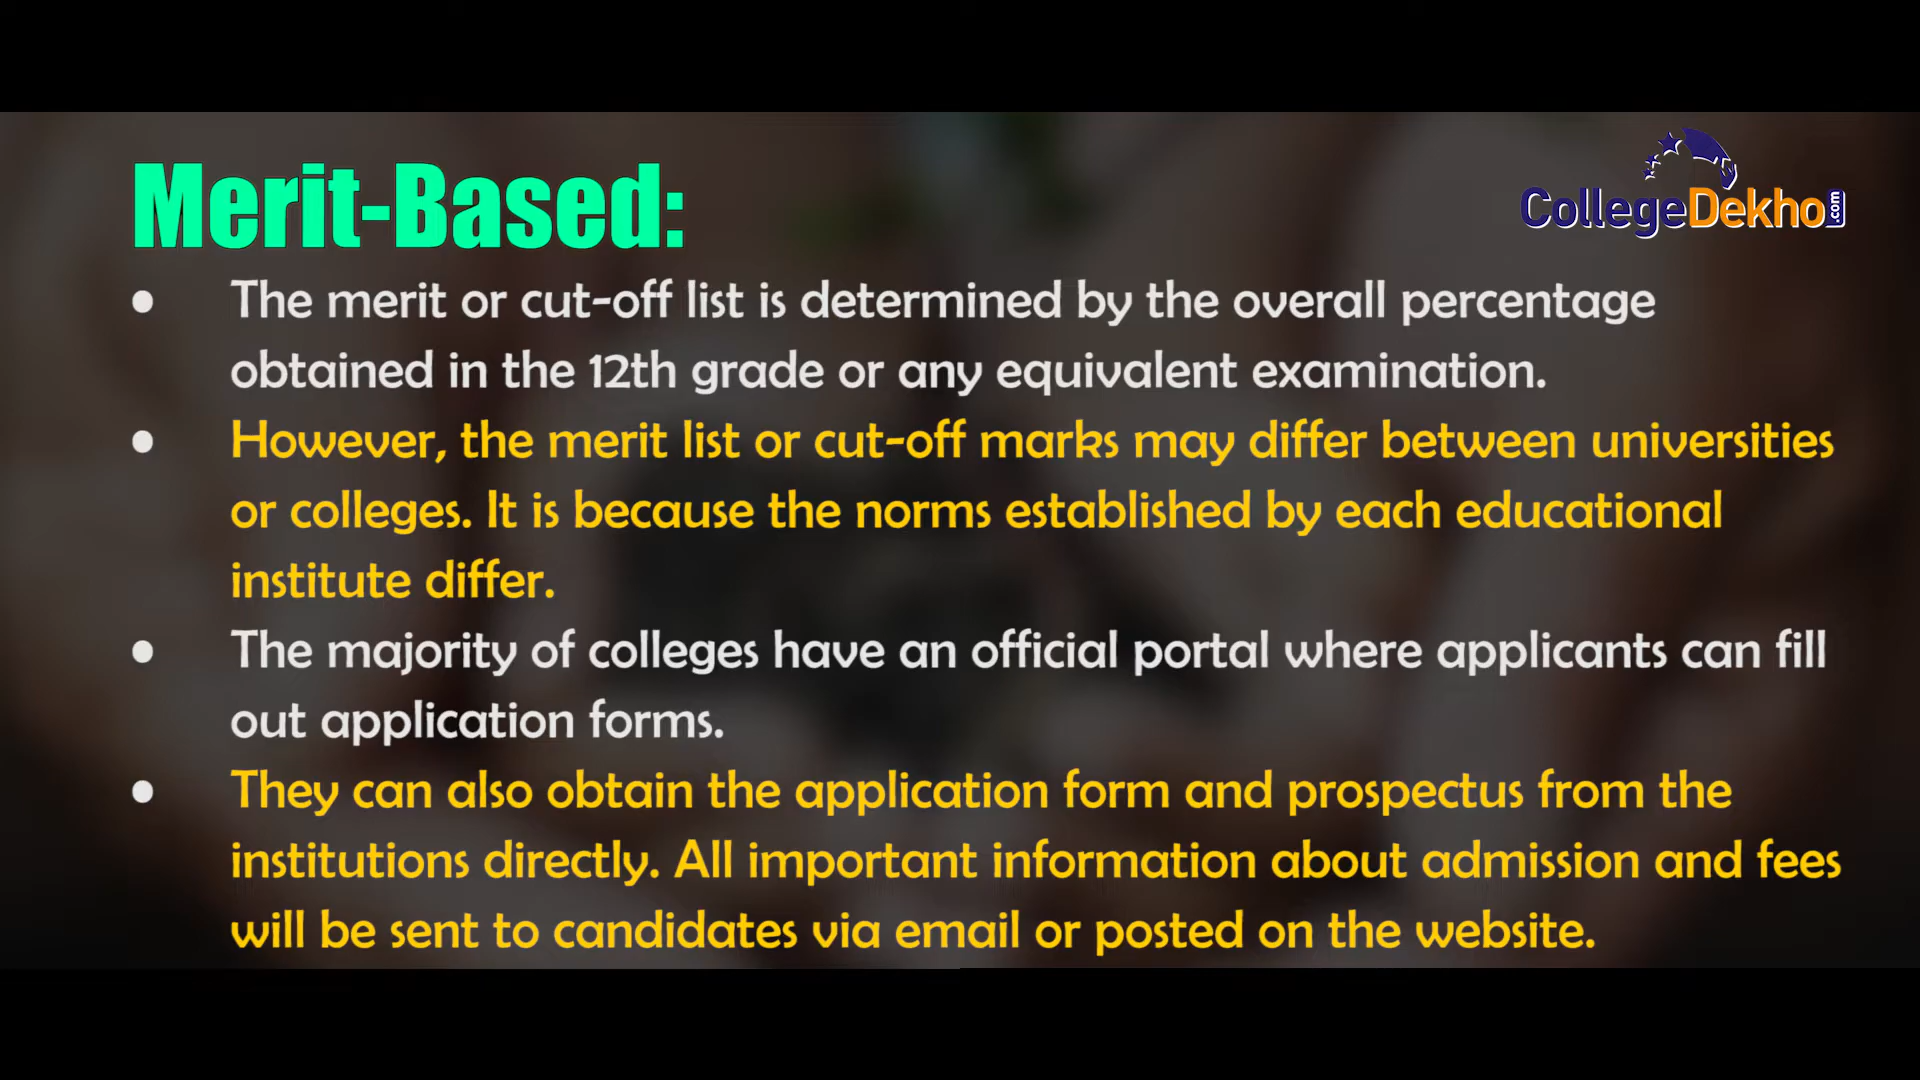 Merit-Based:
CollegeDekho.com
• The merit or cut-off list is determined by the overall percentage
obtained in the 12th grade or any equivalent examination.
• However, the merit list or cut-off marks may differ between universities
or colleges. It is because the norms established by each educational
institute differ.
• The majority of colleges have an official portal where applicants can fill
out application forms.
• They can also obtain the application form and prospectus from the
institutions directly. All important information about admission and fees
will be sent to candidates via email or posted on the website.